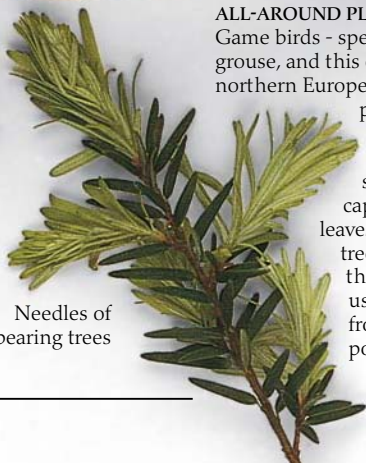 ALL-AROUND PL
Game birds - spe
grouse, and this
northern Europe
p
s
cap
leave
tree
th
us
fro
po
Needles of
bearing trees